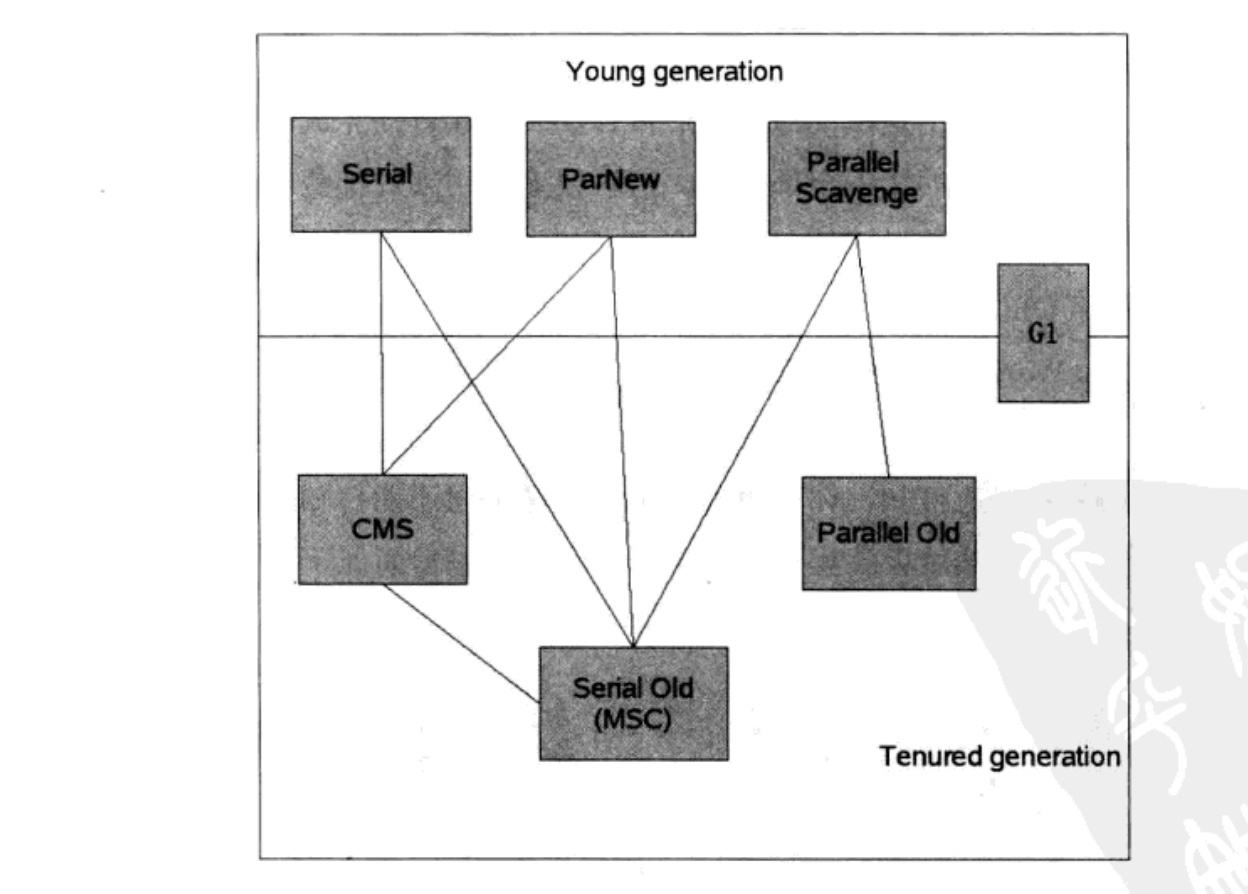 Young generation
Serial
ParNew
Parallel
Scavenge
G1
CMS
Parallel Old
Serial Old
(MSC)
Tenured generation